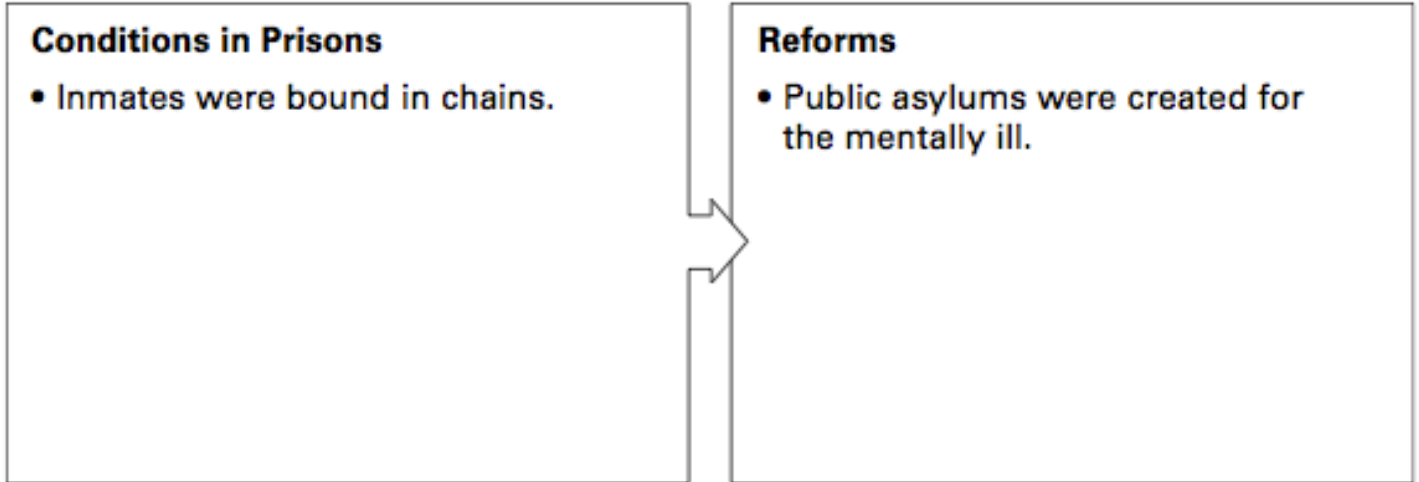 Conditions in Prisons
• Inmates were bound in chains.
Reforms
• Public asylums were created for
the mentally ill.